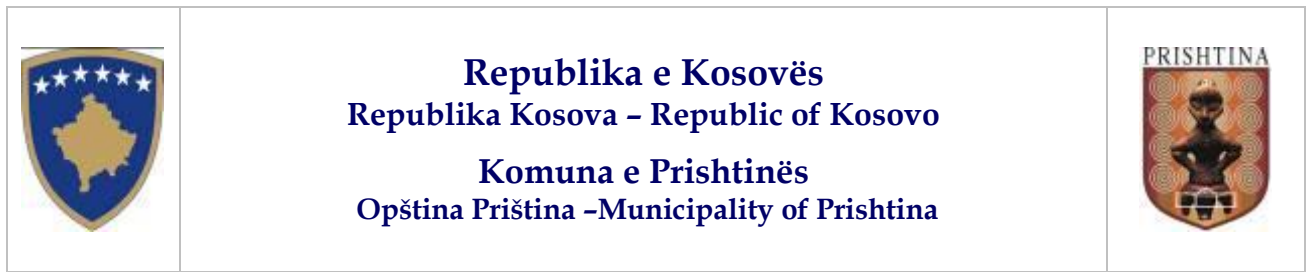 Republika e Kosovës
Republika Kosova – Republic of Kosovo
Komuna e Prishtinës
Opština Priština –Municipality of Prishtina
PRISHTINA